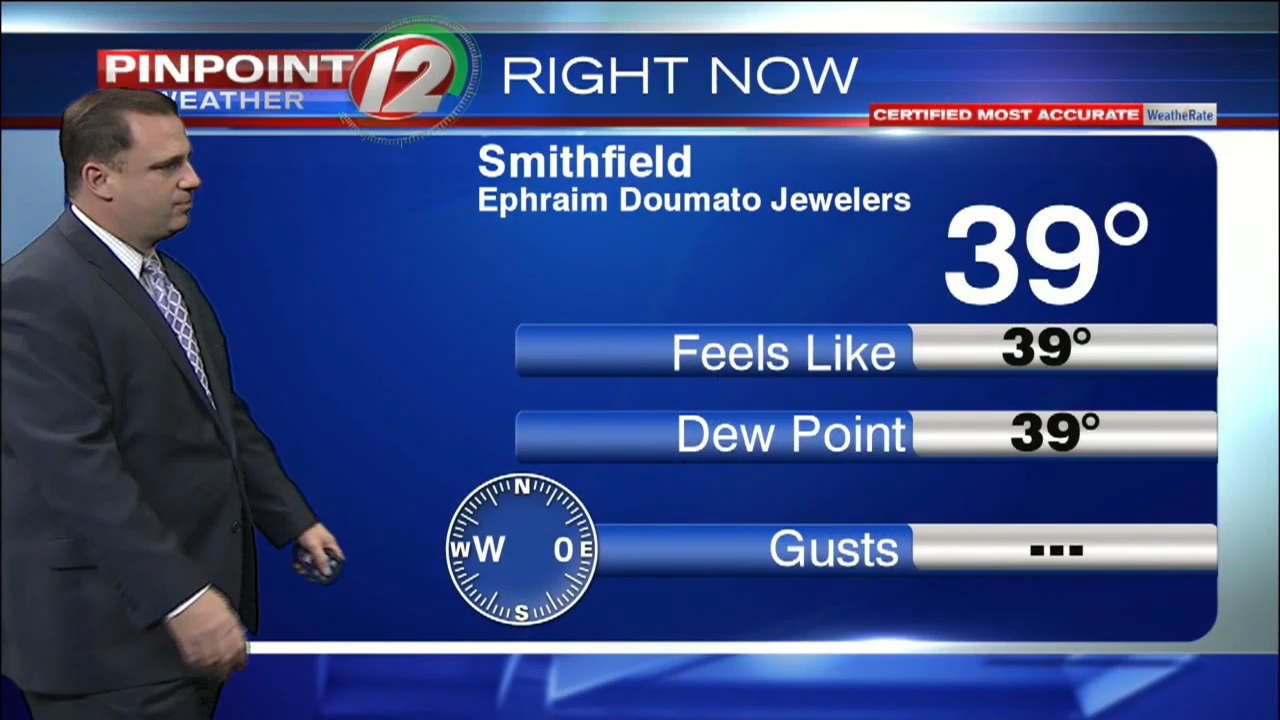 PINPOINT 12
WEATHER
RIGHT NOW
CERTIFIED MOST ACCURATE WeatheRate
Smithfield
Ephraim Doumato Jewelers
39°
Feels Like 39°
Dew Point 39°
N
W W 0 E
S
Gusts ---